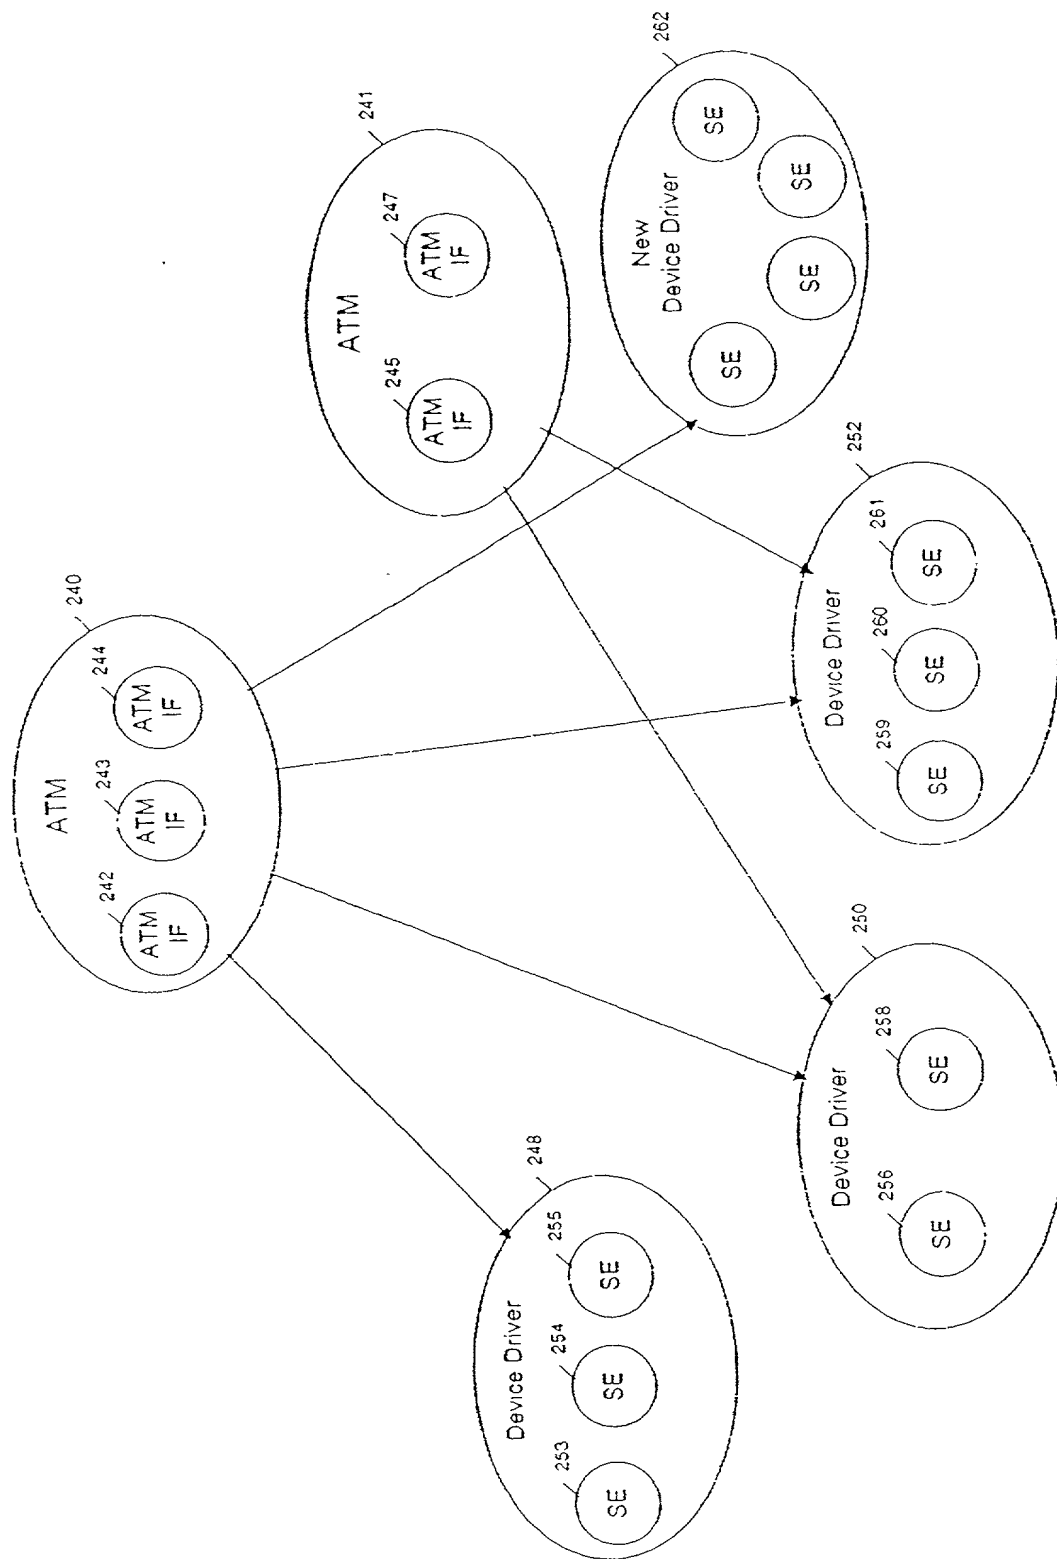 240
ATM
242
ATM
IF
243
ATM
IF
244
ATM
IF
241
ATM
245
ATM
IF
247
ATM
IF
248
Device Driver
253
SE
254
SE
255
SE
250
Device Driver
256
SE
258
SE
252
Device Driver
259
SE
260
SE
261
SE
262
New
Device Driver
SE
SE
SE
SE